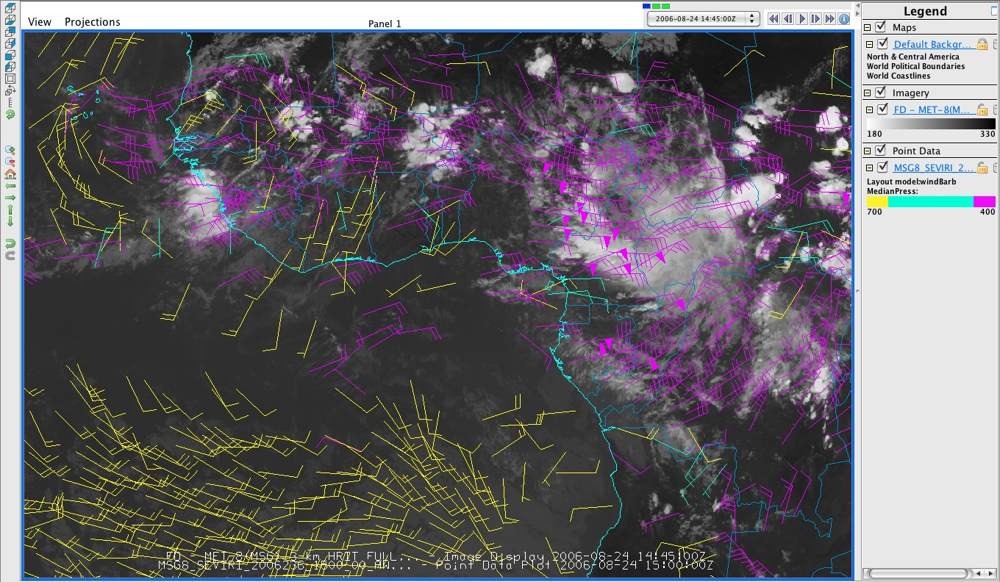 View Projections
Panel 1
2006-08-24 14:45:00Z
Legend
Maps
Default Backgr...
North & Central America
World Political Boundaries
World Coastlines
Imagery
FD - MET-8(M...
180 330
Point Data
MSG8_SEVIRI_2...
Layout model:windBarb
MedianPress:
700 400
FD - MET-8(MSG) 3-km HRIT FULL... - Image Display 2006-08-24 14:45:00Z
MSG8_SEVIRI_2006236_1500_00_AW... - Point Data Plot 2006-08-24 15:00:00Z